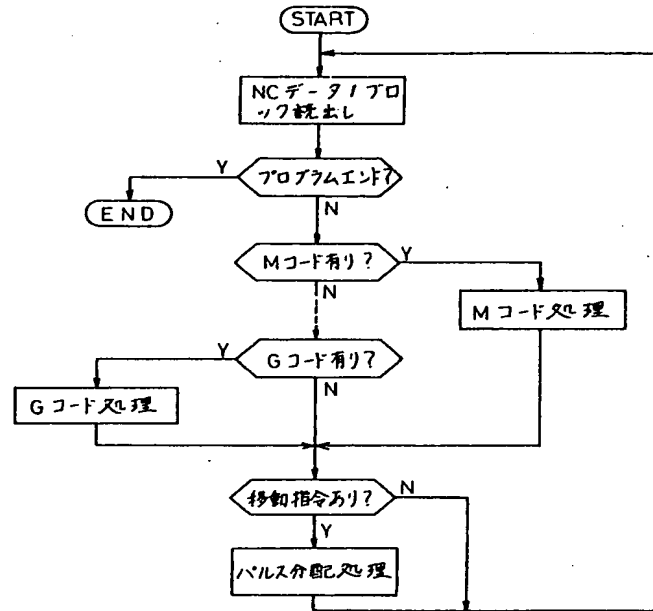 START
NCデータ1ブロ
ック読出し
プログラムエンド?
Y
N
END
Mコード有り?
Y
N
Mコード処理
Gコード有り?
Y
N
Gコード処理
移動指令あり?
N
Y
パルス分配処理